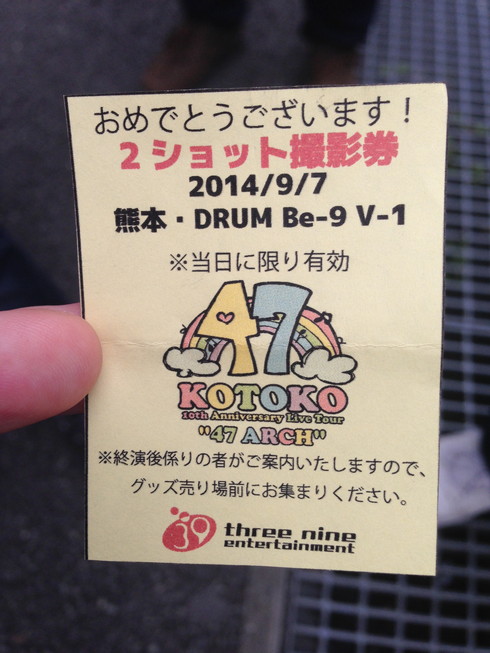 おめでとうございます！
2ショット撮影券
2014/9/7
熊本・DRUM Be-9 V-1
※当日に限り有効
47
KOTOKO
10th Anniversary Live Tour
"47 ARCH"
※終演後係りの者がご案内いたしますので、
グッズ売り場前にお集まりください。
39 three nine
entertainment